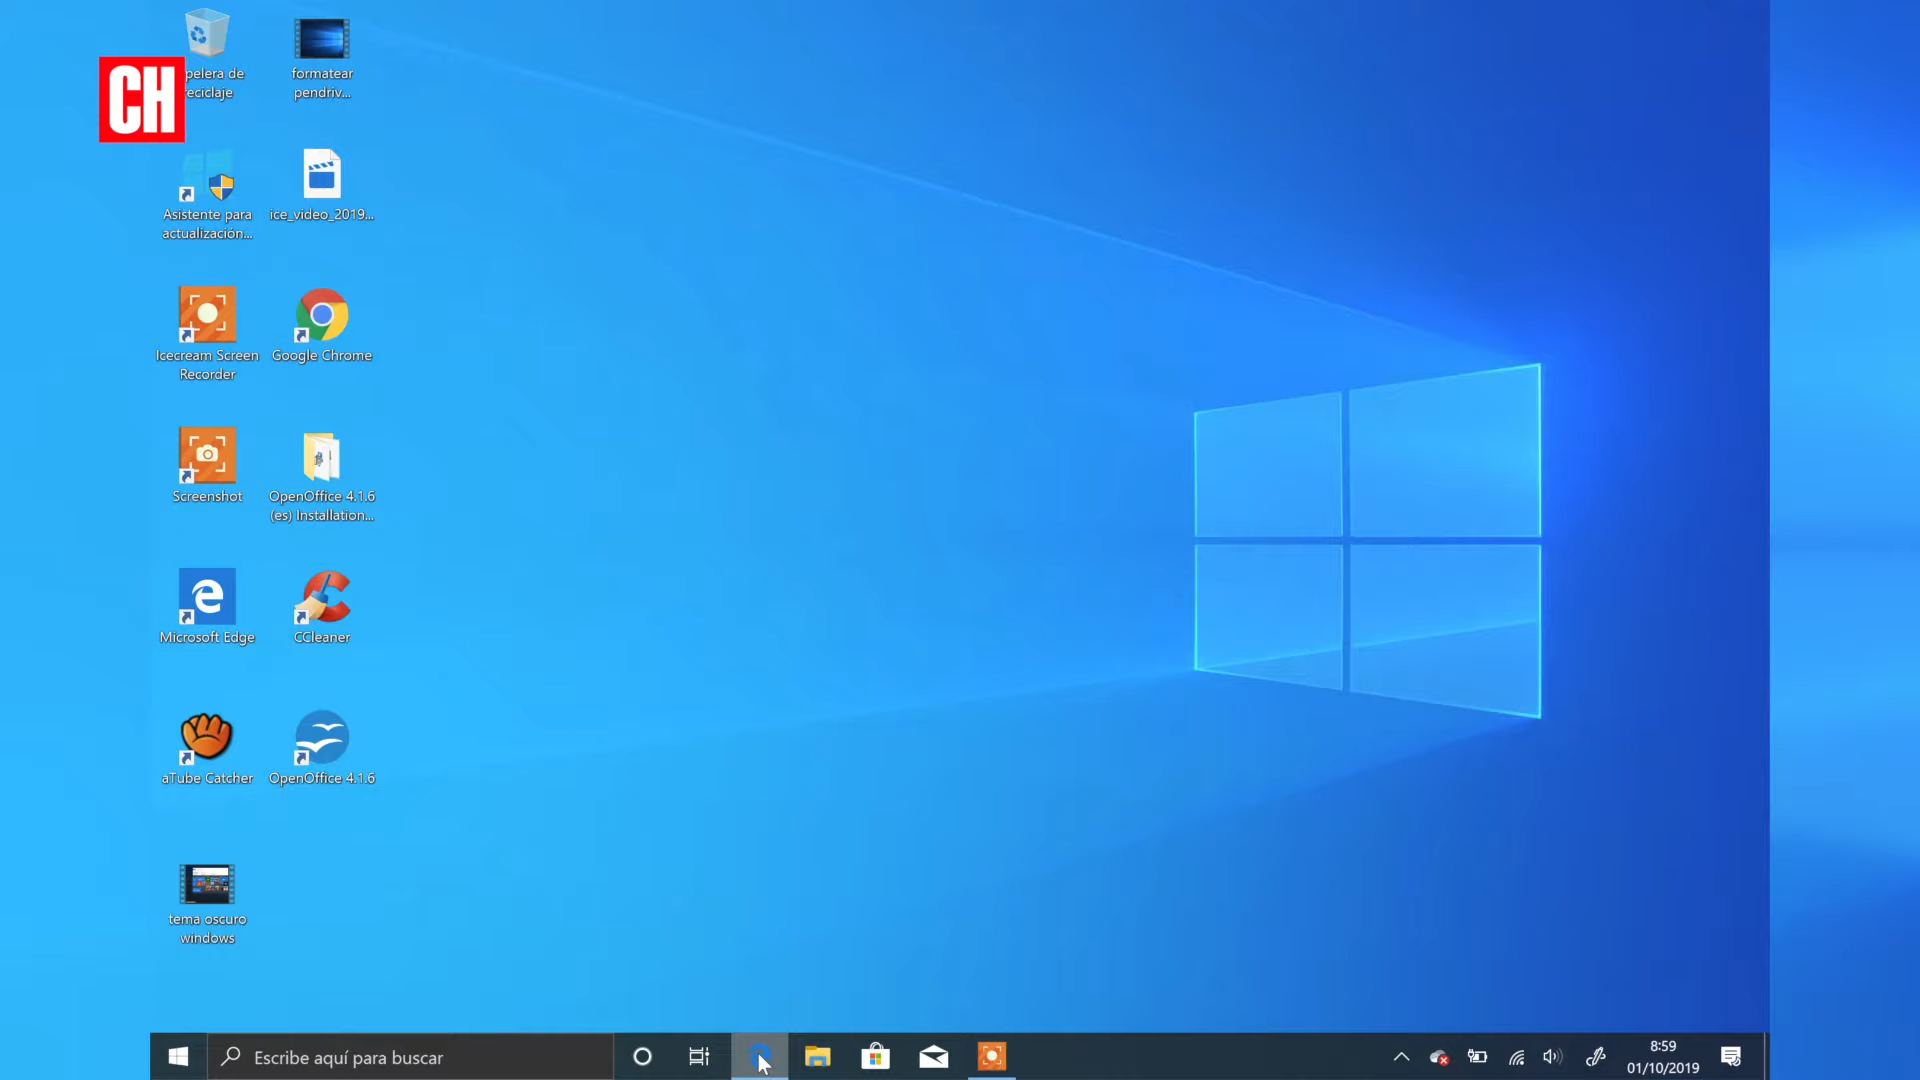 CH
pelera de
reciclaje
formatear
pendriv...
Asistente para
actualización...
ice_video_2019...
Icecream Screen
Recorder
Google Chrome
Screenshot
OpenOffice 4.1.6
(es) Installation...
Microsoft Edge
CCleaner
aTube Catcher
OpenOffice 4.1.6
tema oscuro
windows
Escribe aquí para buscar
8:59
01/10/2019